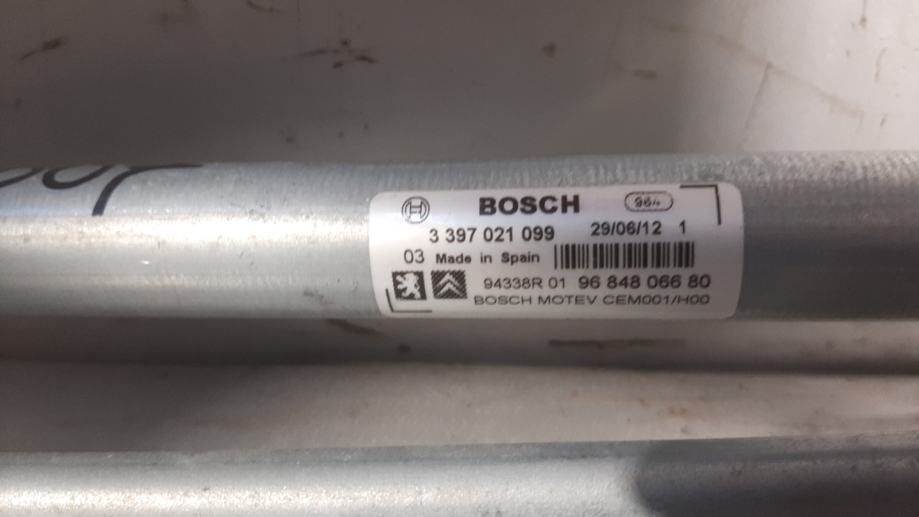 BOSCH 964
3 397 021 099 29/06/12 1
03 Made in Spain
94338R 01 96 848 066 80
BOSCH MOTEV CEM001/H00